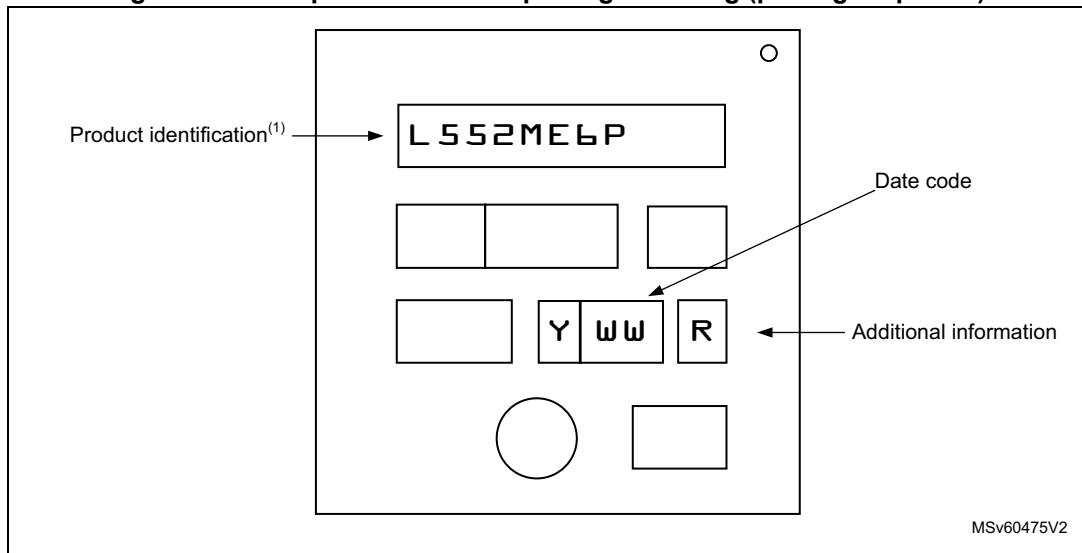 Product identification(1)
L552ME6P
Date code
Y WW R
Additional information
MSv60475V2